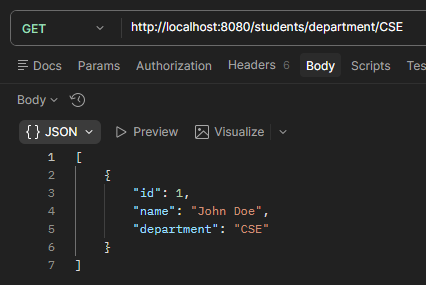 GET http://localhost:8080/students/department/CSE
Docs Params Authorization Headers 6 Body Scripts Tes
Body
{} JSON Preview Visualize
1 [
2 {
3 "id": 1,
4 "name": "John Doe",
5 "department": "CSE"
6 }
7 ]